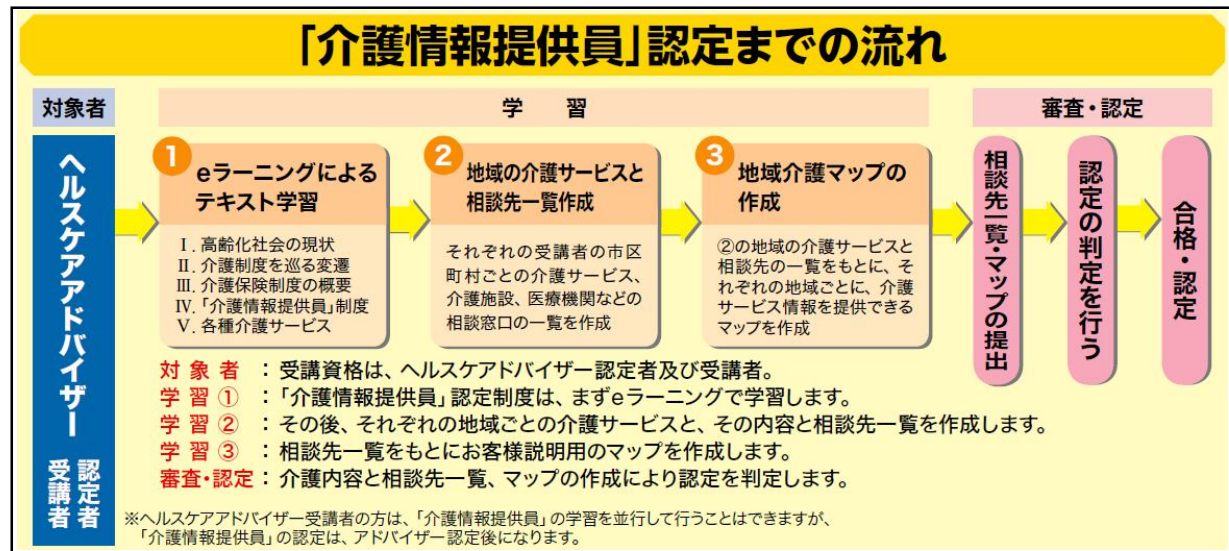 「介護情報提供員」認定までの流れ
対象者
学 習
審査・認定
ヘルスケアアドバイザー
認定者
受講者
1
eラーニングによる
テキスト学習
Ⅰ. 高齢化社会の現状
Ⅱ. 介護制度を巡る変遷
Ⅲ. 介護保険制度の概要
Ⅳ. 「介護情報提供員」制度
Ⅴ. 各種介護サービス
2
地域の介護サービスと
相談先一覧作成
それぞれの受講者の市区
町村ごとの介護サービス、
介護施設、医療機関などの
相談窓口の一覧を作成
3
地域介護マップの
作成
②の地域の介護サービスと
相談先の一覧をもとに、そ
れぞれの地域ごとに、介護
サービス情報を提供できる
マップを作成
相談先一覧・マップの提出
認定の判定を行う
合格・認定
対象者:受講資格は、ヘルスケアアドバイザー認定者及び受講者。
学習①:「介護情報提供員」認定制度は、まずeラーニングで学習します。
学習②:その後、それぞれの地域ごとの介護サービスと、その内容と相談先一覧を作成します。
学習③:相談先一覧をもとにお客様説明用のマップを作成します。
審査・認定:介護内容と相談先一覧、マップの作成により認定を判定します。
※ヘルスケアアドバイザー受講者の方は、「介護情報提供員」の学習を並行して行うことはできますが、
「介護情報提供員」の認定は、アドバイザー認定後になります。